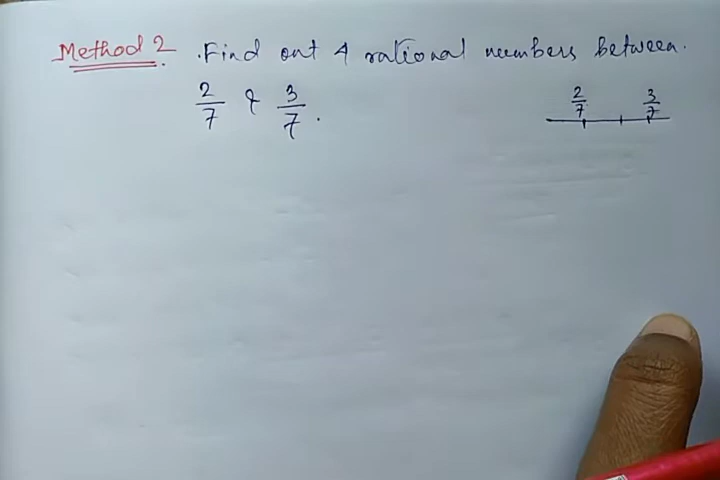 Method 2 . Find out 4 rational numbers between.
2/7 & 3/7 .
2/7 3/7